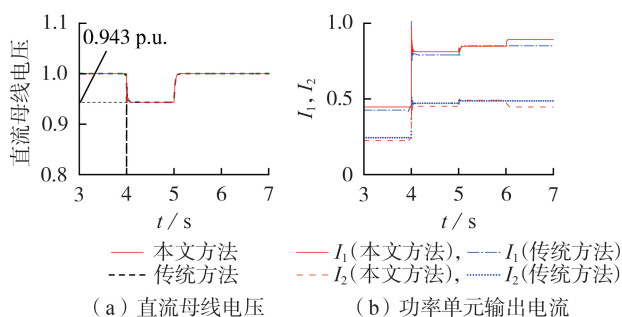 1.1
0.943 p.u.
1.0
0.9
0.8
直流母线电压
3 4 5 6 7
t / s
本文方法
传统方法
(a) 直流母线电压
1.0
0.5
0
I₁, I₂
3 4 5 6 7
t / s
I₁(本文方法), I₁(传统方法)
I₂(本文方法), I₂(传统方法)
(b) 功率单元输出电流